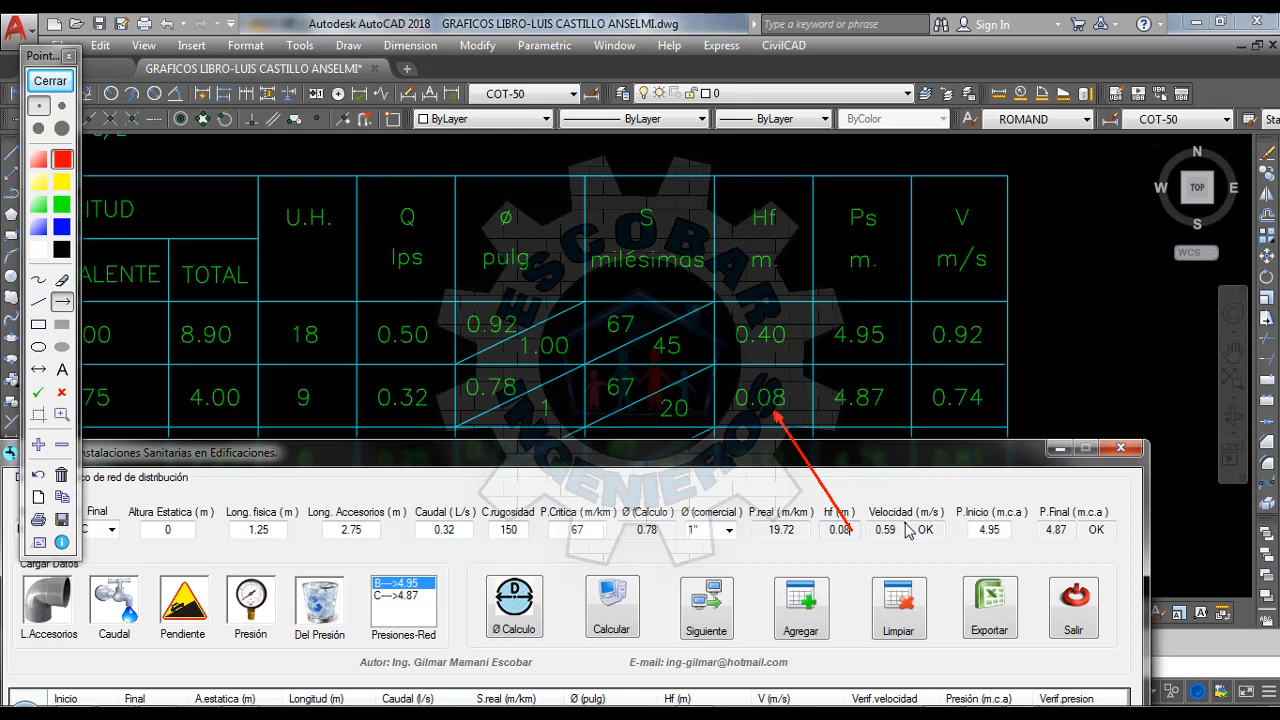 Autodesk AutoCAD 2018 GRAFICOS LIBRO-LUIS CASTILLO ANSELMI.dwg
Type a keyword or phrase
Sign In
Edit View Insert Format Tools Draw Dimension Modify Parametric Window Help Express CivilCAD
Point...
Cerrar
GRAFICOS LIBRO-LUIS CASTILLO ANSELMI*
COT-50
0
ByLayer ByLayer ByLayer ByColor ROMAND COT-50 Sta
N
W TOP E
S
WCS
ESCOBAR
INGENIEROS
ITUD U.H. Q ø S Hf Ps V
ALENTE TOTAL lps pulg milésimas m. m. m/s
00 8.90 18 0.50 0.92 1.00 67 45 0.40 4.95 0.92
75 4.00 9 0.32 0.78 1 67 20 0.08 4.87 0.74
nstalaciones Sanitarias en Edificaciones.
co de red de distribución
Final Altura Estatica ( m ) Long. fisica ( m ) Long. Accesorios ( m ) Caudal ( L/s ) C.rugosidad P.Critica ( m/km ) Ø (Calculo ) Ø (comercial ) P.real ( m/km ) Hf ( m ) Velocidad ( m/s ) P.Inicio ( m.c.a ) P.Final ( m.c.a )
C 0 1.25 2.75 0.32 150 67 0.78 1" 19.72 0.08 0.59 OK 4.95 4.87 OK
Cargar Datos
B--->4.95
C--->4.87
L.Accesorios Caudal Pendiente Presión Del Presión Presiones-Red Ø Calculo Calcular Siguiente Agregar Limpiar Exportar Salir
Autor: Ing. Gilmar Mamani Escobar E-mail: ing-gilmar@hotmail.com
Inicio Final A.estatica (m) Longitud (m) Caudal (l/s) S.real (m/km) Ø (pulg) Hf (m) V (m/s) Verif.velocidad Presión (m.c.a) Verif.presion